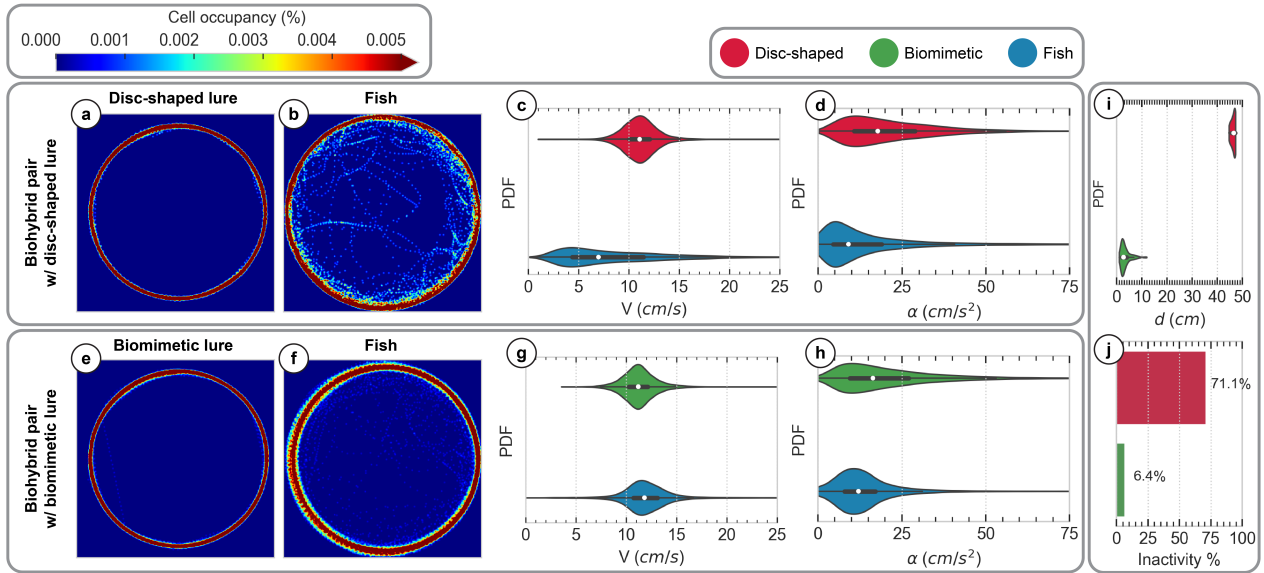 Cell occupancy (%)
0.000 0.001 0.002 0.003 0.004 0.005
Disc-shaped Biomimetic Fish
Biohybrid pair
w/ disc-shaped lure
Disc-shaped lure
a
Fish
b
c
PDF
0 5 10 15 20 25
V (cm/s)
d
PDF
0 25 50 75
α (cm/s²)
Biohybrid pair
w/ biomimetic lure
Biomimetic lure
e
Fish
f
g
PDF
0 5 10 15 20 25
V (cm/s)
h
PDF
0 25 50 75
α (cm/s²)
i
PDF
0 10 20 30 40 50
d (cm)
j
71.1%
6.4%
0 25 50 75 100
Inactivity %